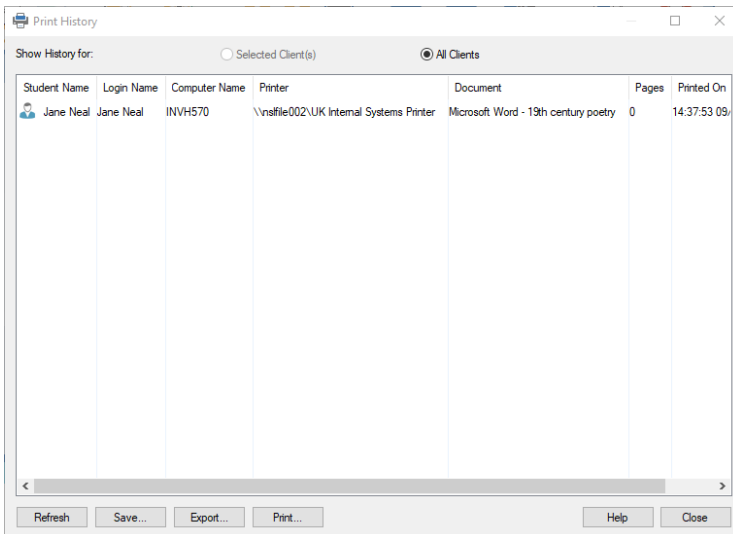 Print History
Show History for: Selected Client(s) All Clients
Student Name Login Name Computer Name Printer Document Pages Printed On
Jane Neal Jane Neal INVH570 \\nslfile002\UK Internal Systems Printer Microsoft Word - 19th century poetry 0 14:37:53 09/
Refresh Save... Export... Print... Help Close